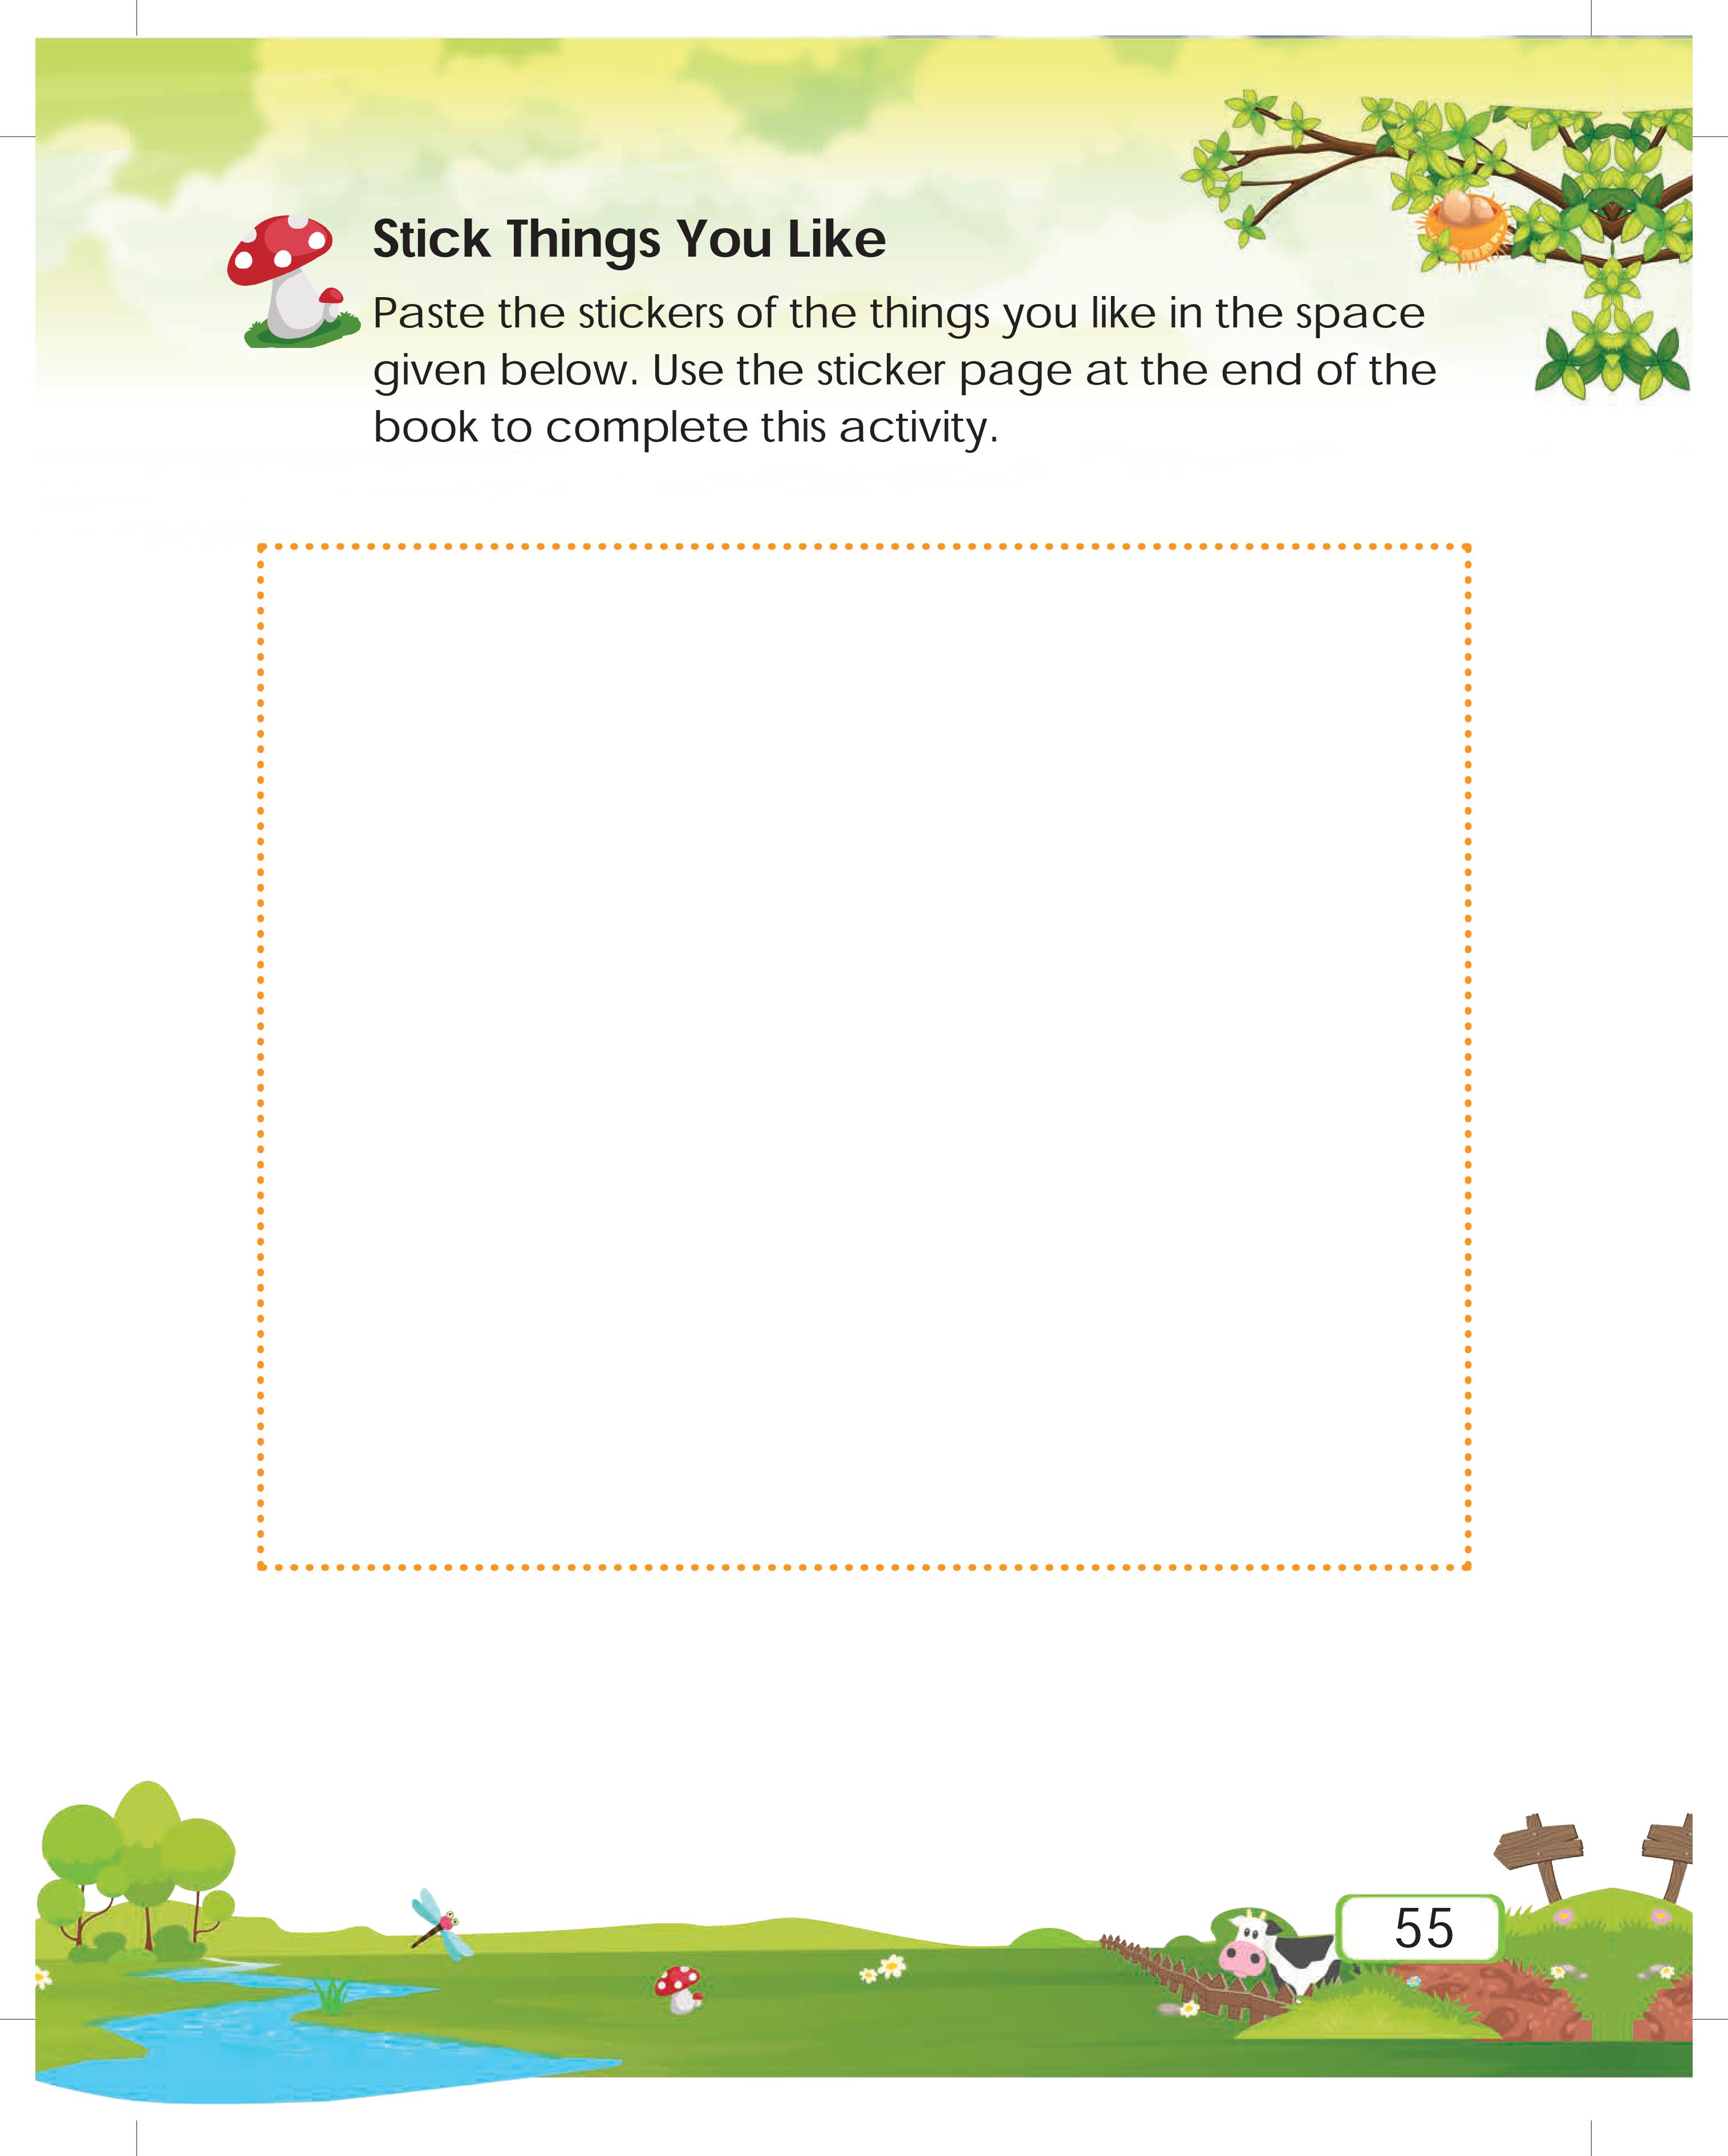 Stick Things You Like
Paste the stickers of the things you like in the space
given below. Use the sticker page at the end of the
book to complete this activity.
55